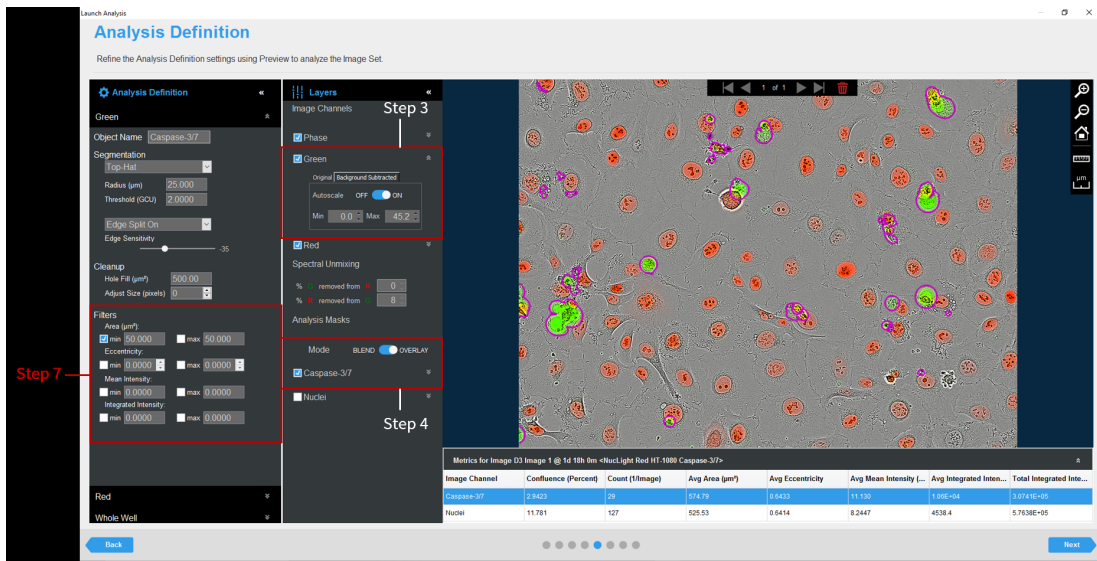 Launch Analysis
Analysis Definition
Refine the Analysis Definition settings using Preview to analyze the Image Set.
Analysis Definition
Green
Object Name Caspase-3/7
Segmentation
Top-Hat
Radius (µm) 25.000
Threshold (GCU) 2.0000
Edge Split On
Edge Sensitivity
-35
Cleanup
Hole Fill (µm²) 500.00
Adjust Size (pixels) 0
Filters
Area (µm²):
min 50.000 max 50.000
Eccentricity:
min 0.0000 max 0.0000
Mean Intensity:
min 0.0000 max 0.0000
Integrated Intensity:
min 0.0000 max 0.0000
Step 7
Red
Whole Well
Layers
Image Channels
Step 3
Phase
Green
Original Background Subtracted
Autoscale OFF ON
Min 0.0 Max 45.2
Red
Spectral Unmixing
% G removed from R 0
% R removed from G 8
Analysis Masks
Mode BLEND OVERLAY
Caspase-3/7
Nuclei
Step 4
1 of 1
µm
Metrics for Image D3 Image 1 @ 1d 18h 0m <NucLight Red HT-1080 Caspase-3/7>
Image Channel Confluence (Percent) Count (1/Image) Avg Area (µm²) Avg Eccentricity Avg Mean Intensity (... Avg Integrated Inten... Total Integrated Inte...
Caspase-3/7 2.9423 29 574.79 0.6433 11.130 1.06E+04 3.0741E+05
Nuclei 11.781 127 525.53 0.6414 8.2447 4538.4 5.7638E+05
Back
Next